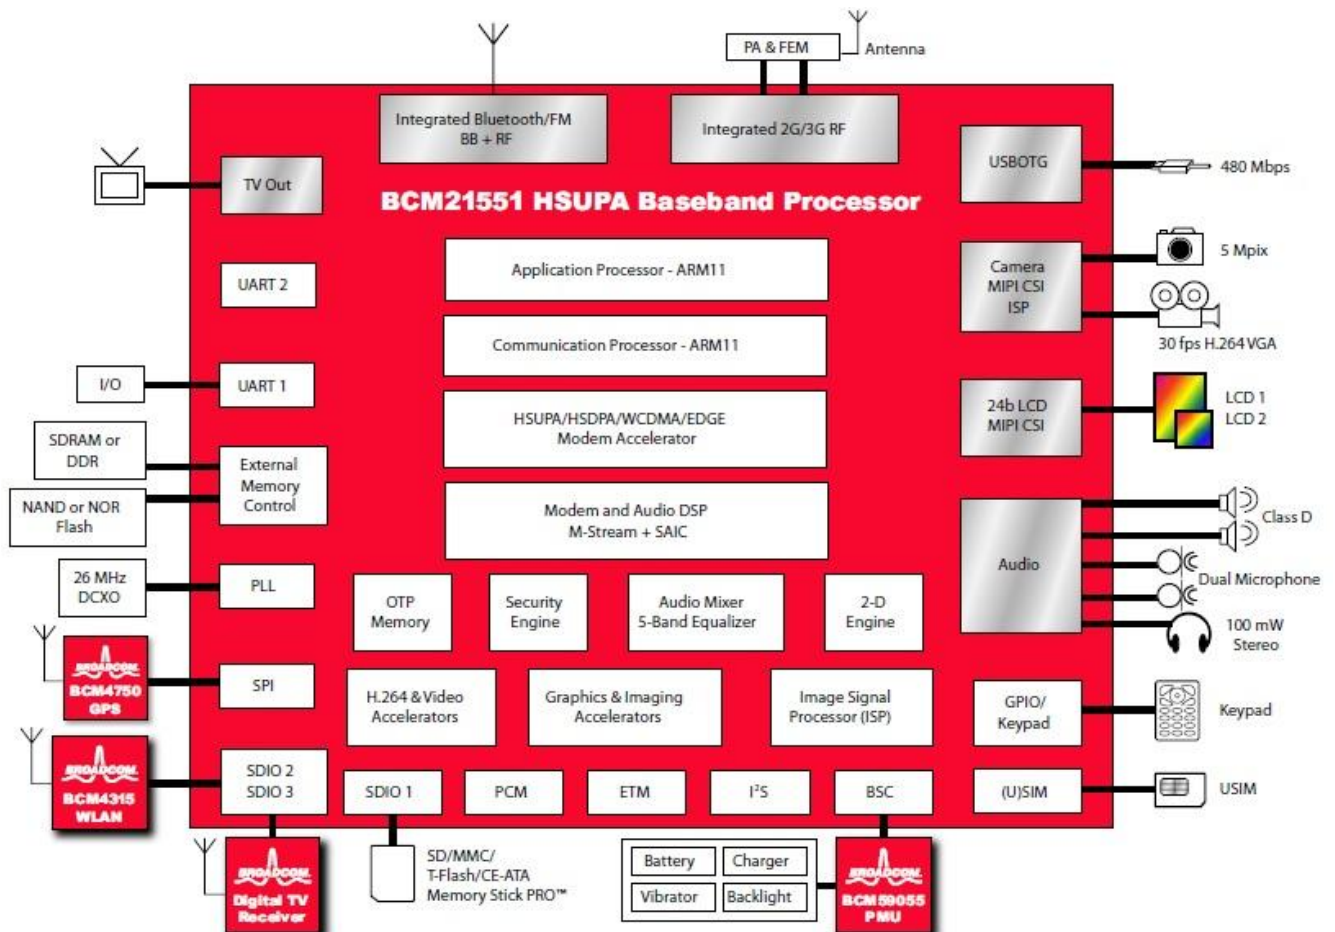 PA & FEM
Antenna
Integrated Bluetooth/FM
BB + RF
Integrated 2G/3G RF
TV Out
USBOTG
480 Mbps
BCM21551 HSUPA Baseband Processor
UART 2
Application Processor - ARM11
Camera
MIPI CSI
ISP
5 Mpix
30 fps H.264 VGA
Communication Processor - ARM11
I/O
UART 1
HSUPA/HSDPA/WCDMA/EDGE
Modem Accelerator
24b LCD
MIPI CSI
LCD 1
LCD 2
SDRAM or
DDR
NAND or NOR
Flash
External
Memory
Control
Modem and Audio DSP
M-Stream + SAIC
Audio
Class D
Dual Microphone
100 mW
Stereo
26 MHz
DCXO
PLL
OTP
Memory
Security
Engine
Audio Mixer
5-Band Equalizer
2-D
Engine
BROADCOM.
BCM4750
GPS
SPI
H.264 & Video
Accelerators
Graphics & Imaging
Accelerators
Image Signal
Processor (ISP)
GPIO/
Keypad
Keypad
BROADCOM.
BCM4315
WLAN
SDIO 2
SDIO 3
SDIO 1
PCM
ETM
I²S
BSC
(U)SIM
USIM
BROADCOM.
Digital TV
Receiver
SD/MMC/
T-Flash/CE-ATA
Memory Stick PRO™
Battery
Charger
Vibrator
Backlight
BROADCOM.
BCM59055
PMU